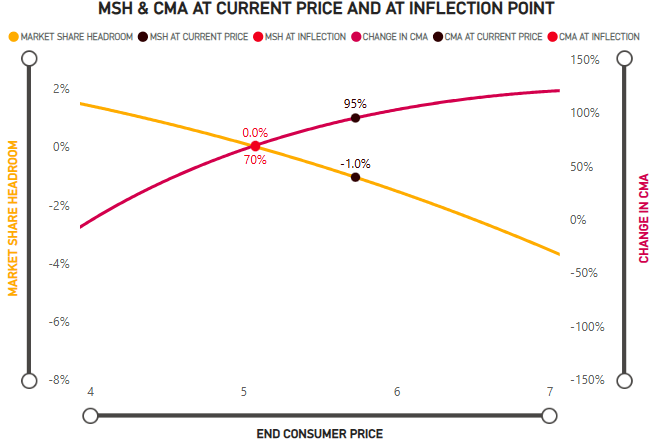 MSH & CMA AT CURRENT PRICE AND AT INFLECTION POINT
MARKET SHARE HEADROOM MSH AT CURRENT PRICE MSH AT INFLECTION CHANGE IN CMA CMA AT CURRENT PRICE CMA AT INFLECTION
MARKET SHARE HEADROOM
2%
0%
-2%
-4%
-6%
-8%
0.0%
70%
95%
-1.0%
150%
100%
50%
0%
-50%
-100%
-150%
CHANGE IN CMA
4 5 6 7
END CONSUMER PRICE